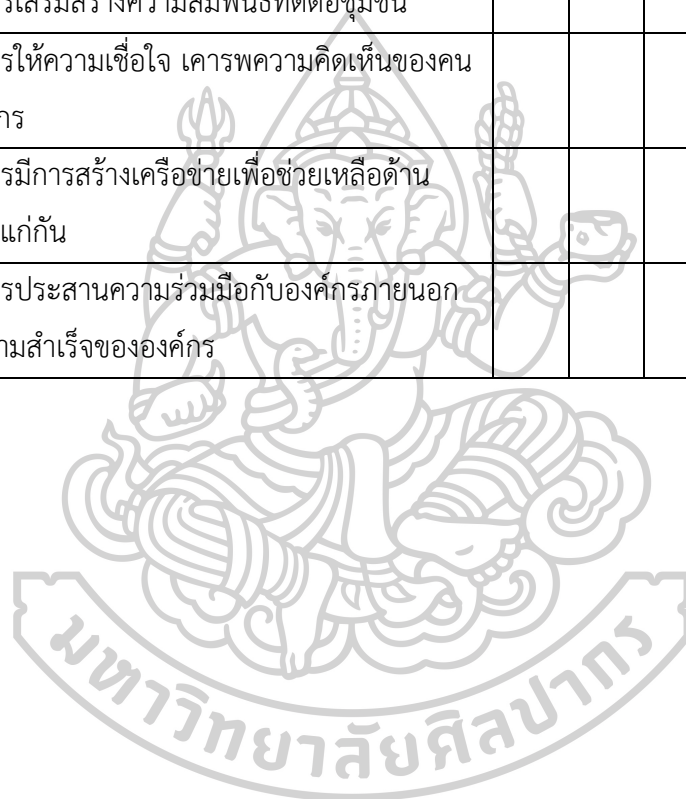 รเสริมสร้างความสัมพันธ์ที่ดีต่อชุมชน
รให้ความเชื่อใจ เคารพความคิดเห็นของคน
กร
รมีการสร้างเครือข่ายเพื่อช่วยเหลือด้าน
แก่กัน
รประสานความร่วมมือกับองค์กรภายนอก
ามสำเร็จขององค์กร
มหาวิทยาลัยศิลปากร